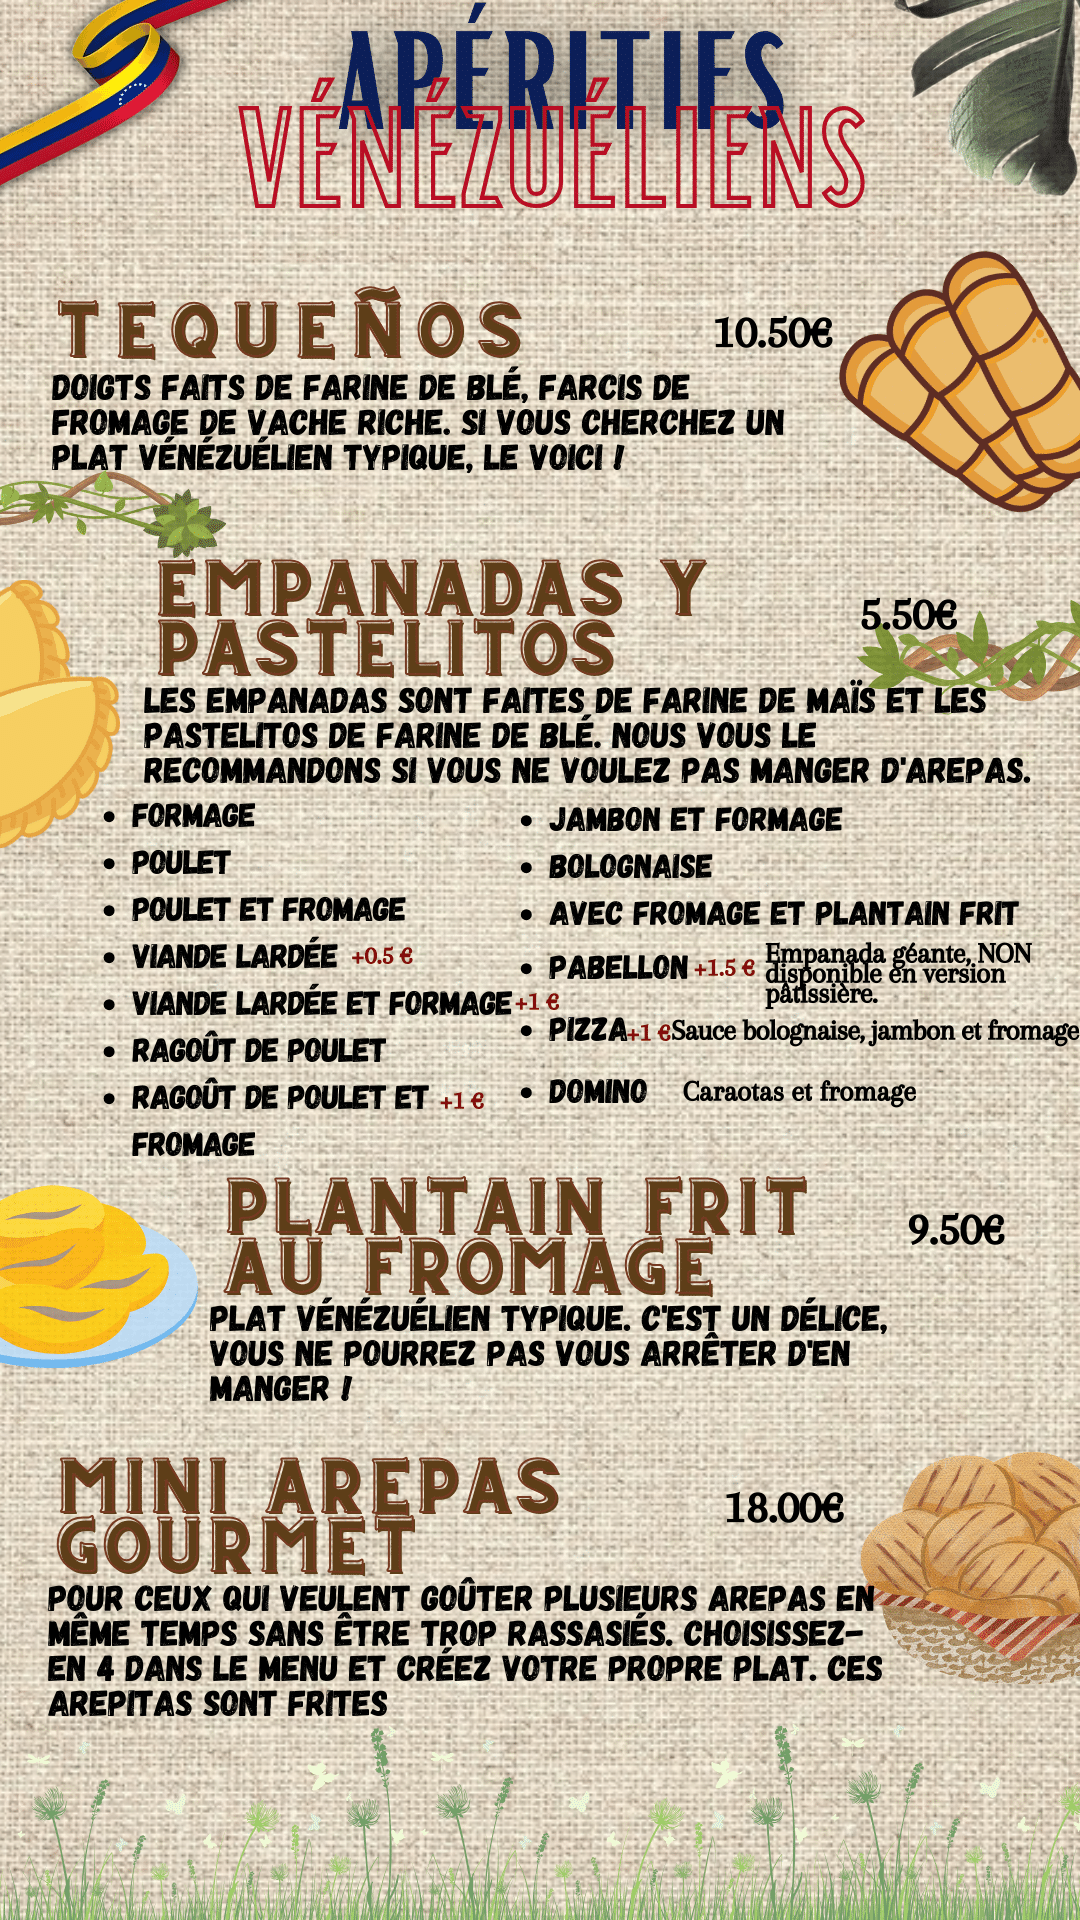 APÉRITIFS
VÉNÉZUÉLIENS
TEQUEÑOS
10.50€
DOIGTS FAITS DE FARINE DE BLÉ, FARCIS DE
FROMAGE DE VACHE RICHE. SI VOUS CHERCHEZ UN
PLAT VÉNÉZUÉLIEN TYPIQUE, LE VOICI !
EMPANADAS Y
PASTELITOS
5.50€
LES EMPANADAS SONT FAITES DE FARINE DE MAÏS ET LES
PASTELITOS DE FARINE DE BLÉ. NOUS VOUS LE
RECOMMANDONS SI VOUS NE VOULEZ PAS MANGER D'AREPAS.
• FORMAGE
• POULET
• POULET ET FROMAGE
• VIANDE LARDÉE +0.5 €
• VIANDE LARDÉE ET FORMAGE +1 €
• RAGOÛT DE POULET
• RAGOÛT DE POULET ET +1 €
FROMAGE
• JAMBON ET FORMAGE
• BOLOGNAISE
• AVEC FROMAGE ET PLANTAIN FRIT
• PABELLON +1.5 € Empanada géante, NON
disponible en version
pâtissière.
• PIZZA +1 € Sauce bolognaise, jambon et fromage
• DOMINO Caraotas et fromage
PLANTAIN FRIT
AU FROMAGE
9.50€
PLAT VÉNÉZUÉLIEN TYPIQUE. C'EST UN DÉLICE,
VOUS NE POURREZ PAS VOUS ARRÊTER D'EN
MANGER !
MINI AREPAS
GOURMET
18.00€
POUR CEUX QUI VEULENT GOÛTER PLUSIEURS AREPAS EN
MÊME TEMPS SANS ÊTRE TROP RASSASIÉS. CHOISISSEZ-
EN 4 DANS LE MENU ET CRÉEZ VOTRE PROPRE PLAT. CES
AREPITAS SONT FRITES